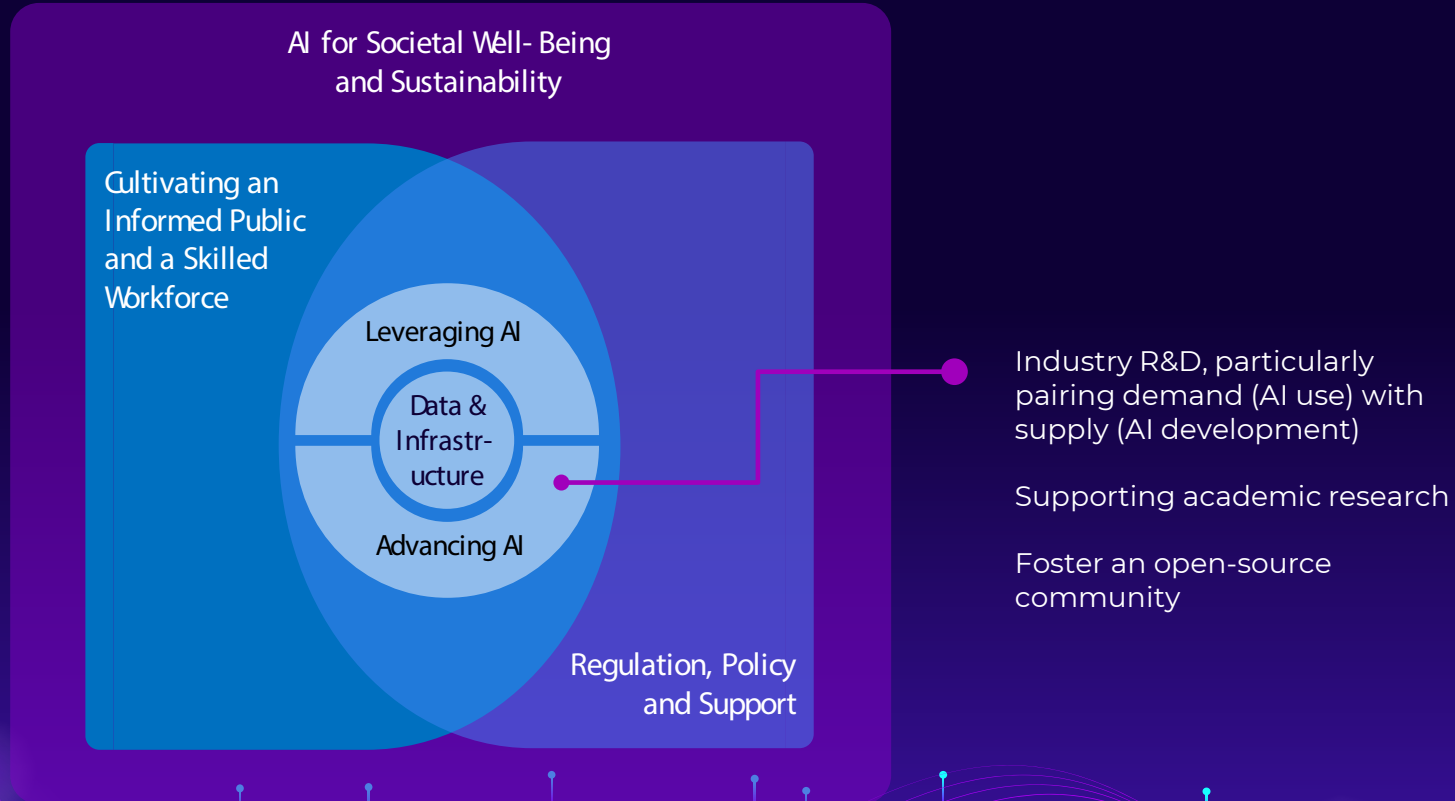 AI for Societal Well-Being
and Sustainability
Cultivating an
Informed Public
and a Skilled
Workforce
Leveraging AI
Data &
Infrastr-
ucture
Advancing AI
Regulation, Policy
and Support
Industry R&D, particularly
pairing demand (AI use) with
supply (AI development)
Supporting academic research
Foster an open-source
community